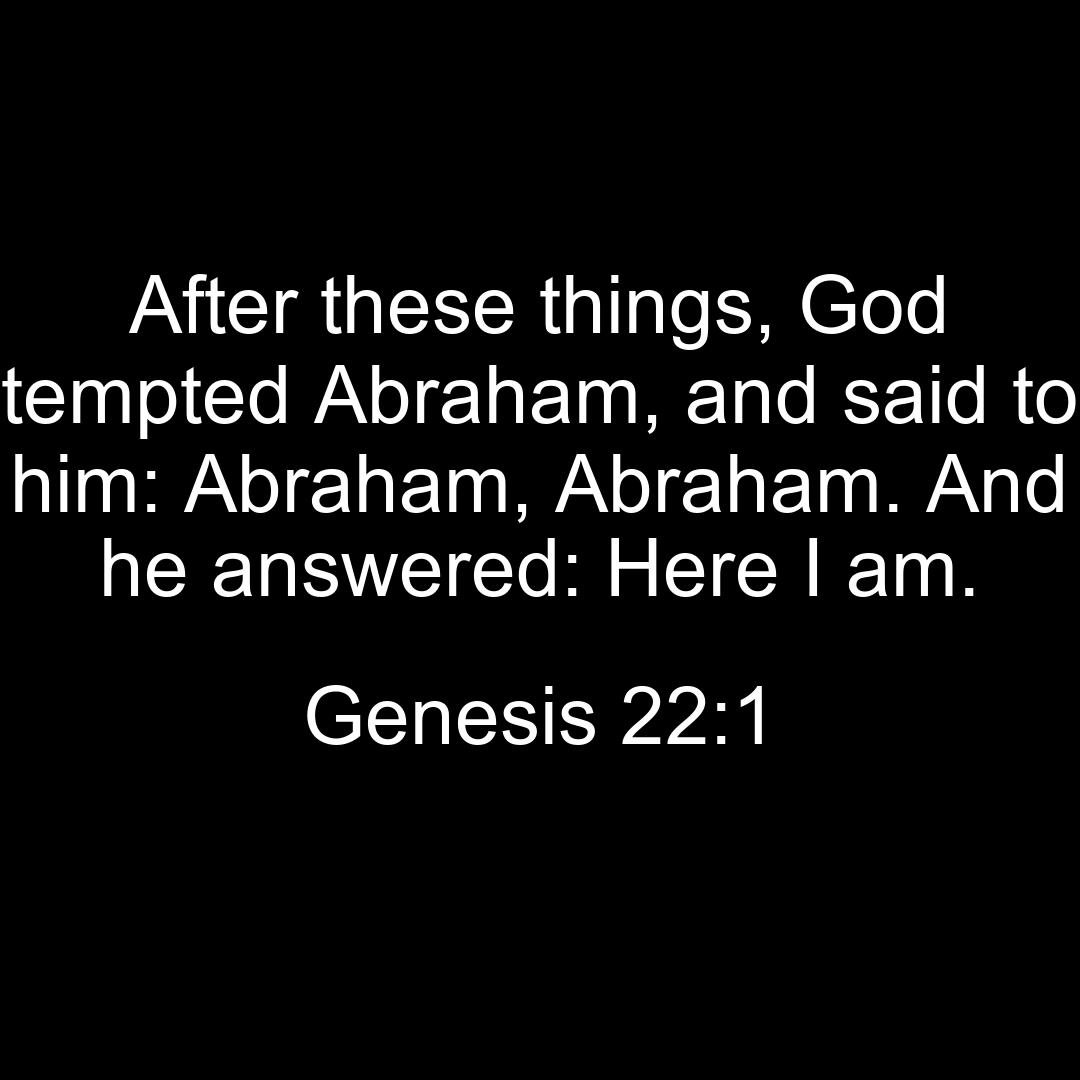 After these things, God
tempted Abraham, and said to
him: Abraham, Abraham. And
he answered: Here I am.
Genesis 22:1